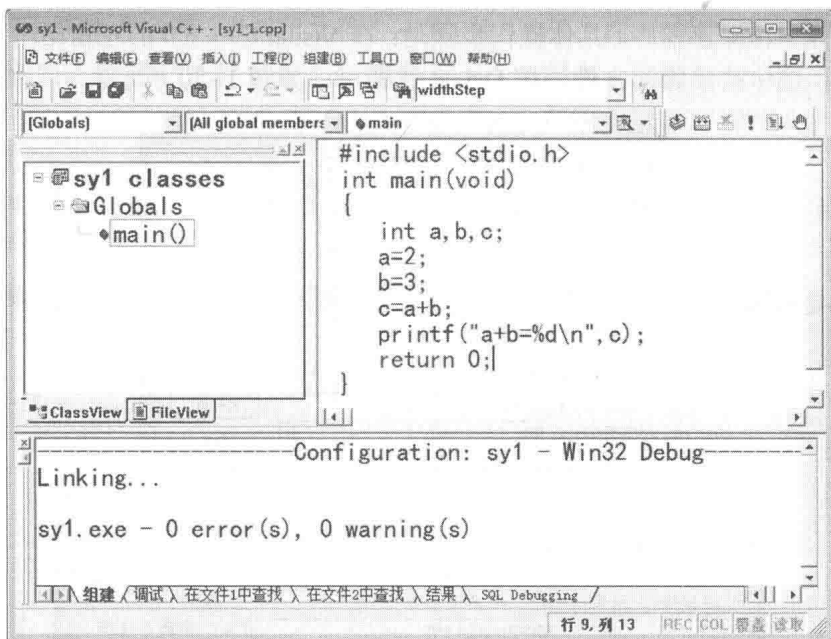 sy1 - Microsoft Visual C++ - [sy1_1.cpp]
文件(F) 编辑(E) 查看(V) 插入(I) 工程(P) 组建(B) 工具(T) 窗口(W) 帮助(H)
widthStep
[Globals] [All global members main
sy1 classes
Globals
main()
ClassView FileView
#include <stdio.h>
int main(void)
{
int a,b,c;
a=2;
b=3;
c=a+b;
printf("a+b=%d\n",c);
return 0;
}
--------------------Configuration: sy1 - Win32 Debug--------
Linking...
sy1.exe - 0 error(s), 0 warning(s)
组建 调试 在文件1中查找 在文件2中查找 结果 SQL Debugging
行 9, 列 13 REC COL 覆盖 读取